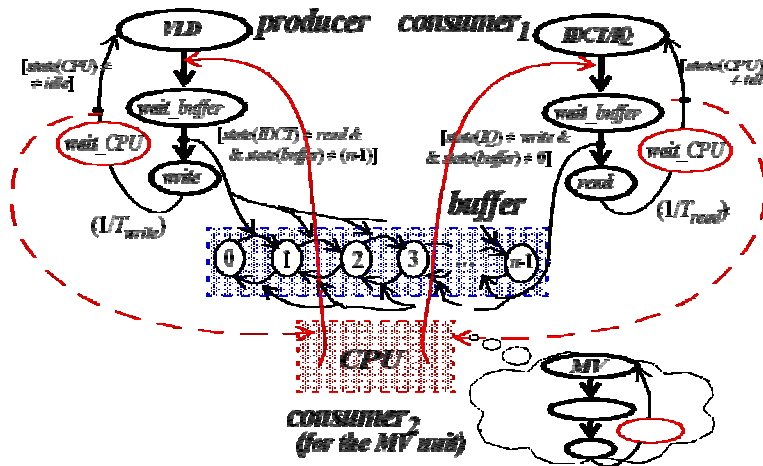 VLD
producer
consumer1
IDCT/IQ
[state(CPU) ≠
≠ idle]
[state(CPU)
wait_buffer
wait_buffer
wait_CPU
[state(IDCT) ≠ read &
& state(buffer) ≠ (n-1)]
[state(IQ) ≠ write &
& state(buffer) ≠ 0]
wait_CPU
write
read
(1/Twrite)
buffer
(1/Tread)
0
1
2
3
...
n-1
CPU
MV
consumer2
(for the MV unit)